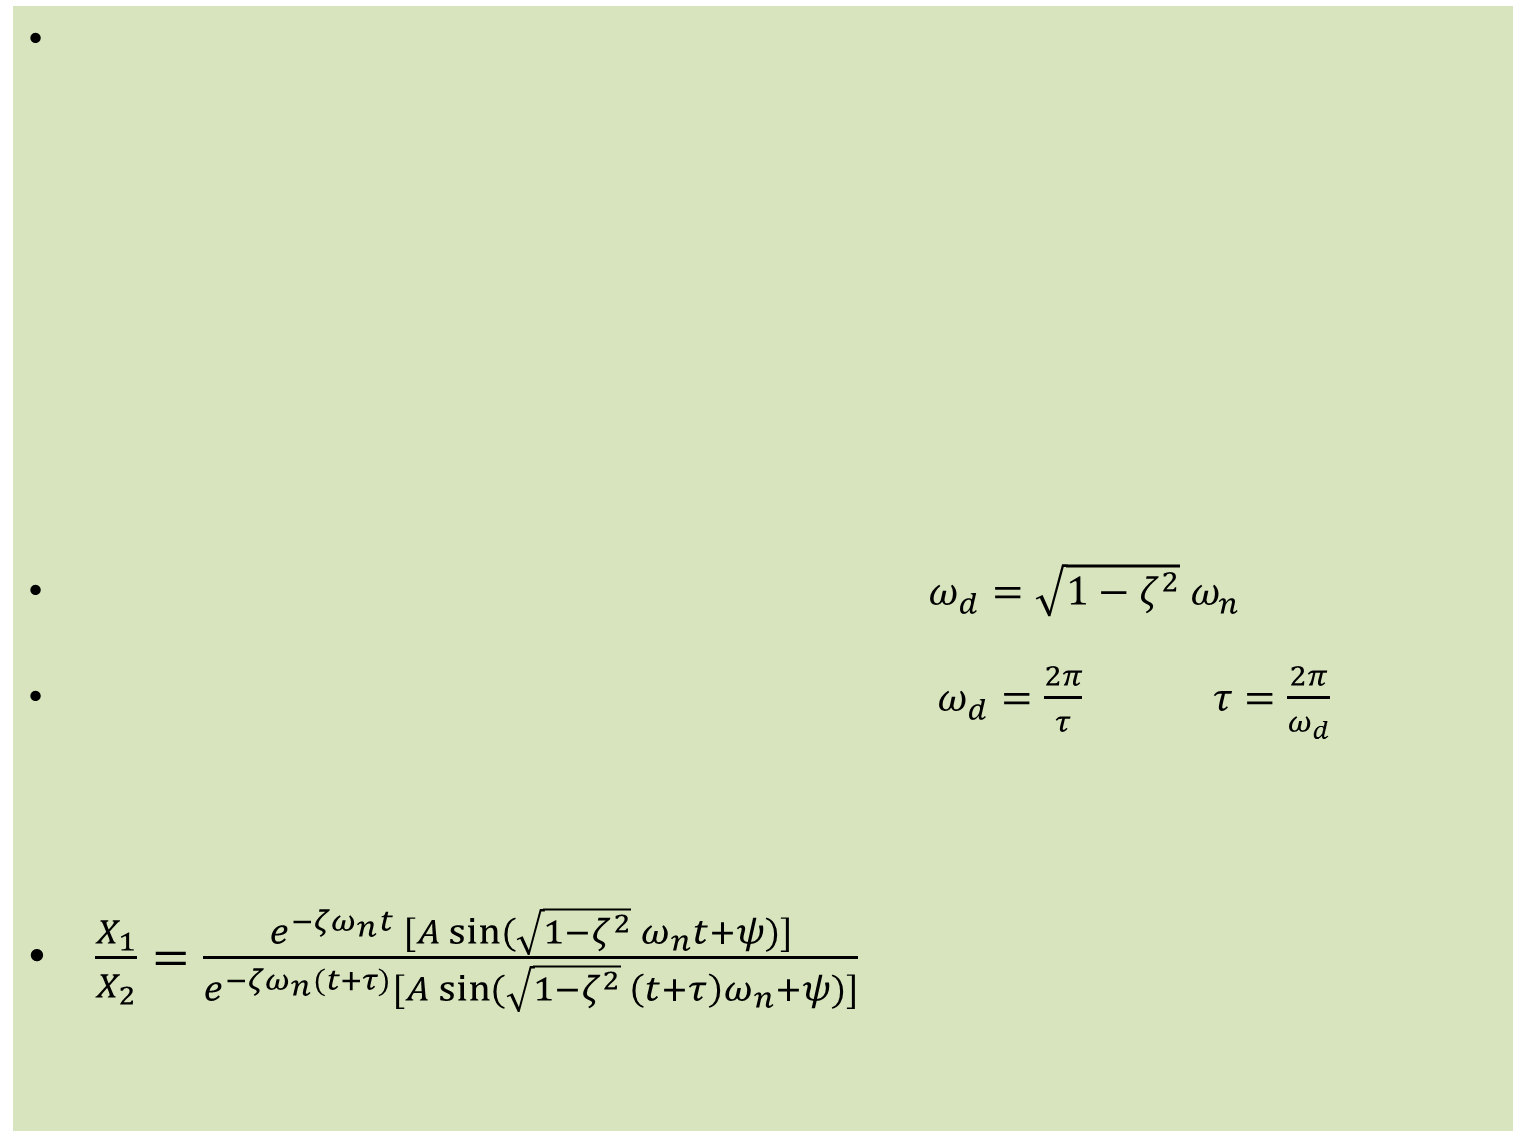 •
• ω_d = √(1 − ζ²) ω_n
• ω_d = 2π/τ τ = 2π/ω_d
• X₁/X₂ = e^(−ζω_n t) [A sin(√(1−ζ²) ω_n t+ψ)] / e^(−ζω_n(t+τ)) [A sin(√(1−ζ²) (t+τ)ω_n+ψ)]